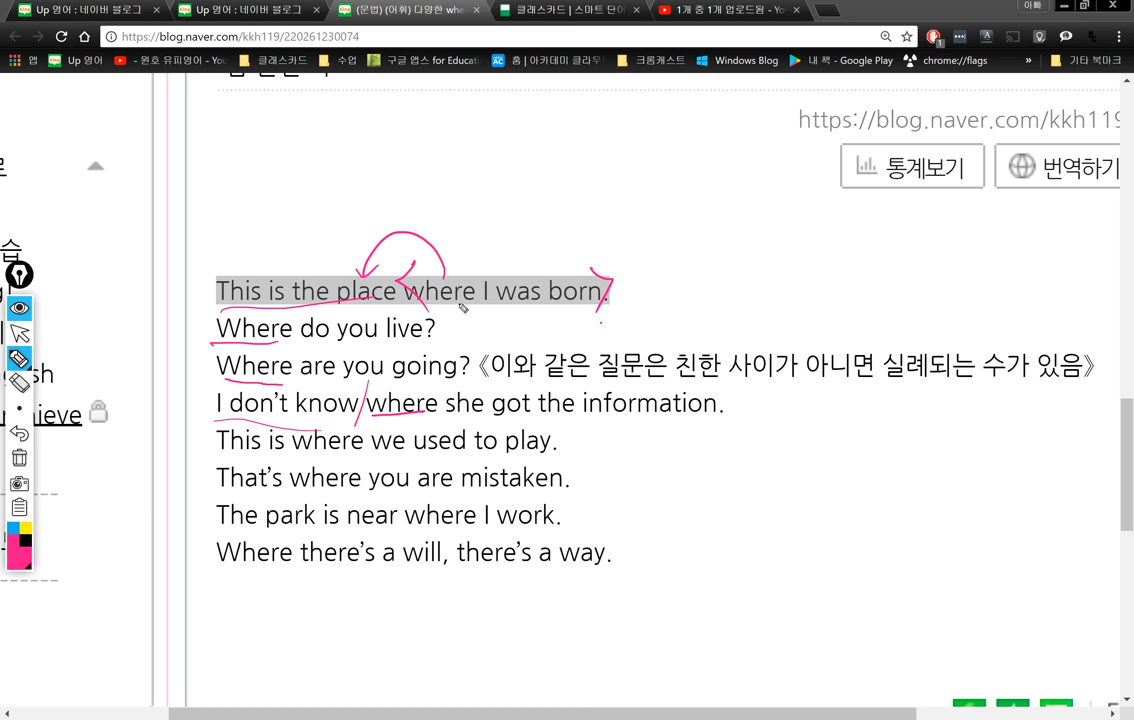 Up 영어 : 네이버 블로그
Up 영어 : 네이버 블로그
(문법) (어휘) 다양한 whe
클래스카드 | 스마트 단어
1개 중 1개 업로드됨 - Yo
아빠
https://blog.naver.com/kkh119/220261230074
앱
Up 영어
- 원호 유피영어 - You
클래스카드
수업
구글 앱스 for Educati
홈 | 아카데미 클라우
크롬캐스트
Windows Blog
내 책 - Google Play
chrome://flags
»
기타 북마크
https://blog.naver.com/kkh119
통계보기
번역하기
습
This is the place where I was born.
Where do you live?
Where are you going?《이와 같은 질문은 친한 사이가 아니면 실례되는 수가 있음》
sh
I don't know where she got the information.
ieve
This is where we used to play.
That's where you are mistaken.
The park is near where I work.
Where there's a will, there's a way.